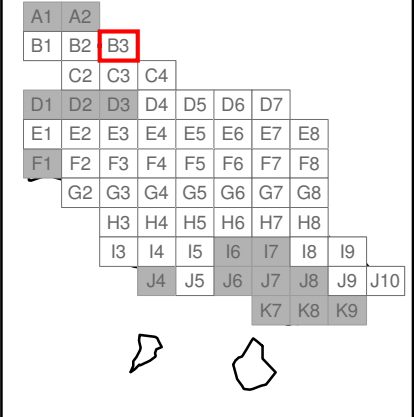 A1 A2
B1 B2 B3
C2 C3 C4
D1 D2 D3 D4 D5 D6 D7
E1 E2 E3 E4 E5 E6 E7 E8
F1 F2 F3 F4 F5 F6 F7 F8
G2 G3 G4 G5 G6 G7 G8
H3 H4 H5 H6 H7 H8
I3 I4 I5 I6 I7 I8 I9
J4 J5 J6 J7 J8 J9 J10
K7 K8 K9